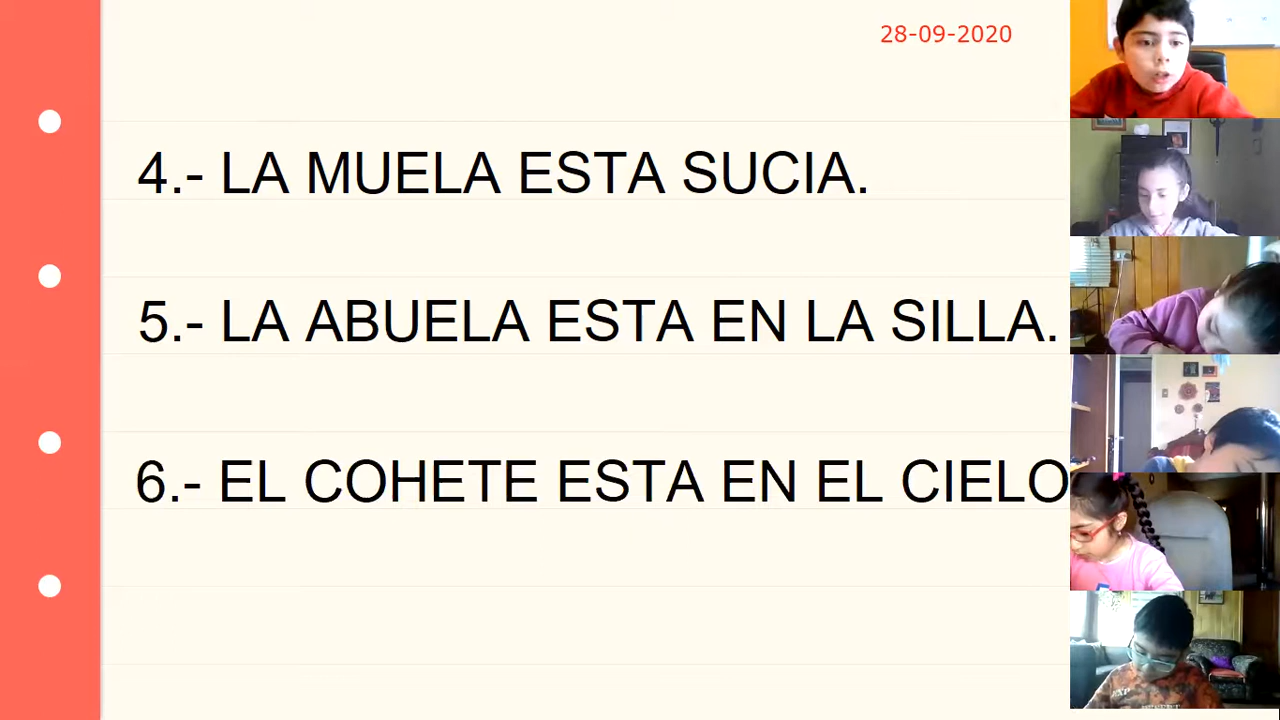 28-09-2020
4.- LA MUELA ESTA SUCIA.
5.- LA ABUELA ESTA EN LA SILLA.
6.- EL COHETE ESTA EN EL CIELO